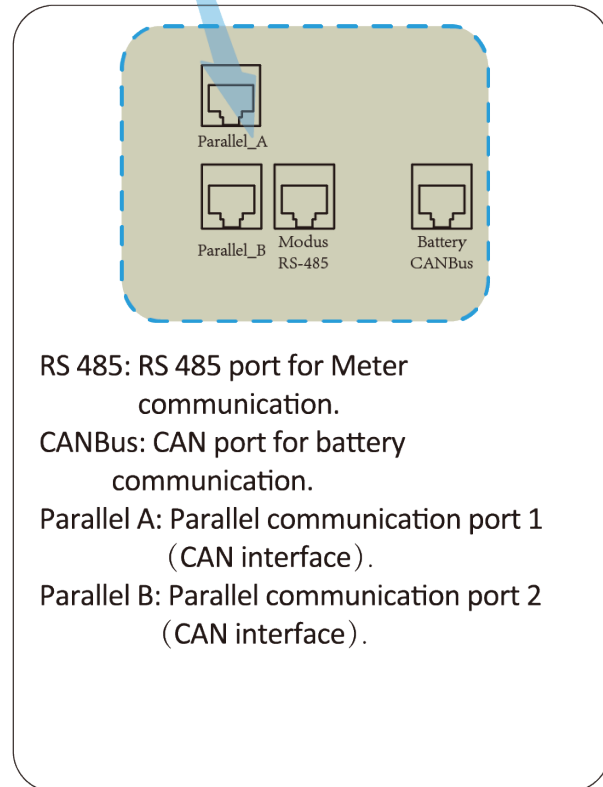 Parallel_A
Parallel_B
Modus
RS-485
Battery
CANBus
RS 485: RS 485 port for Meter
communication.
CANBus: CAN port for battery
communication.
Parallel A: Parallel communication port 1
（CAN interface）.
Parallel B: Parallel communication port 2
（CAN interface）.